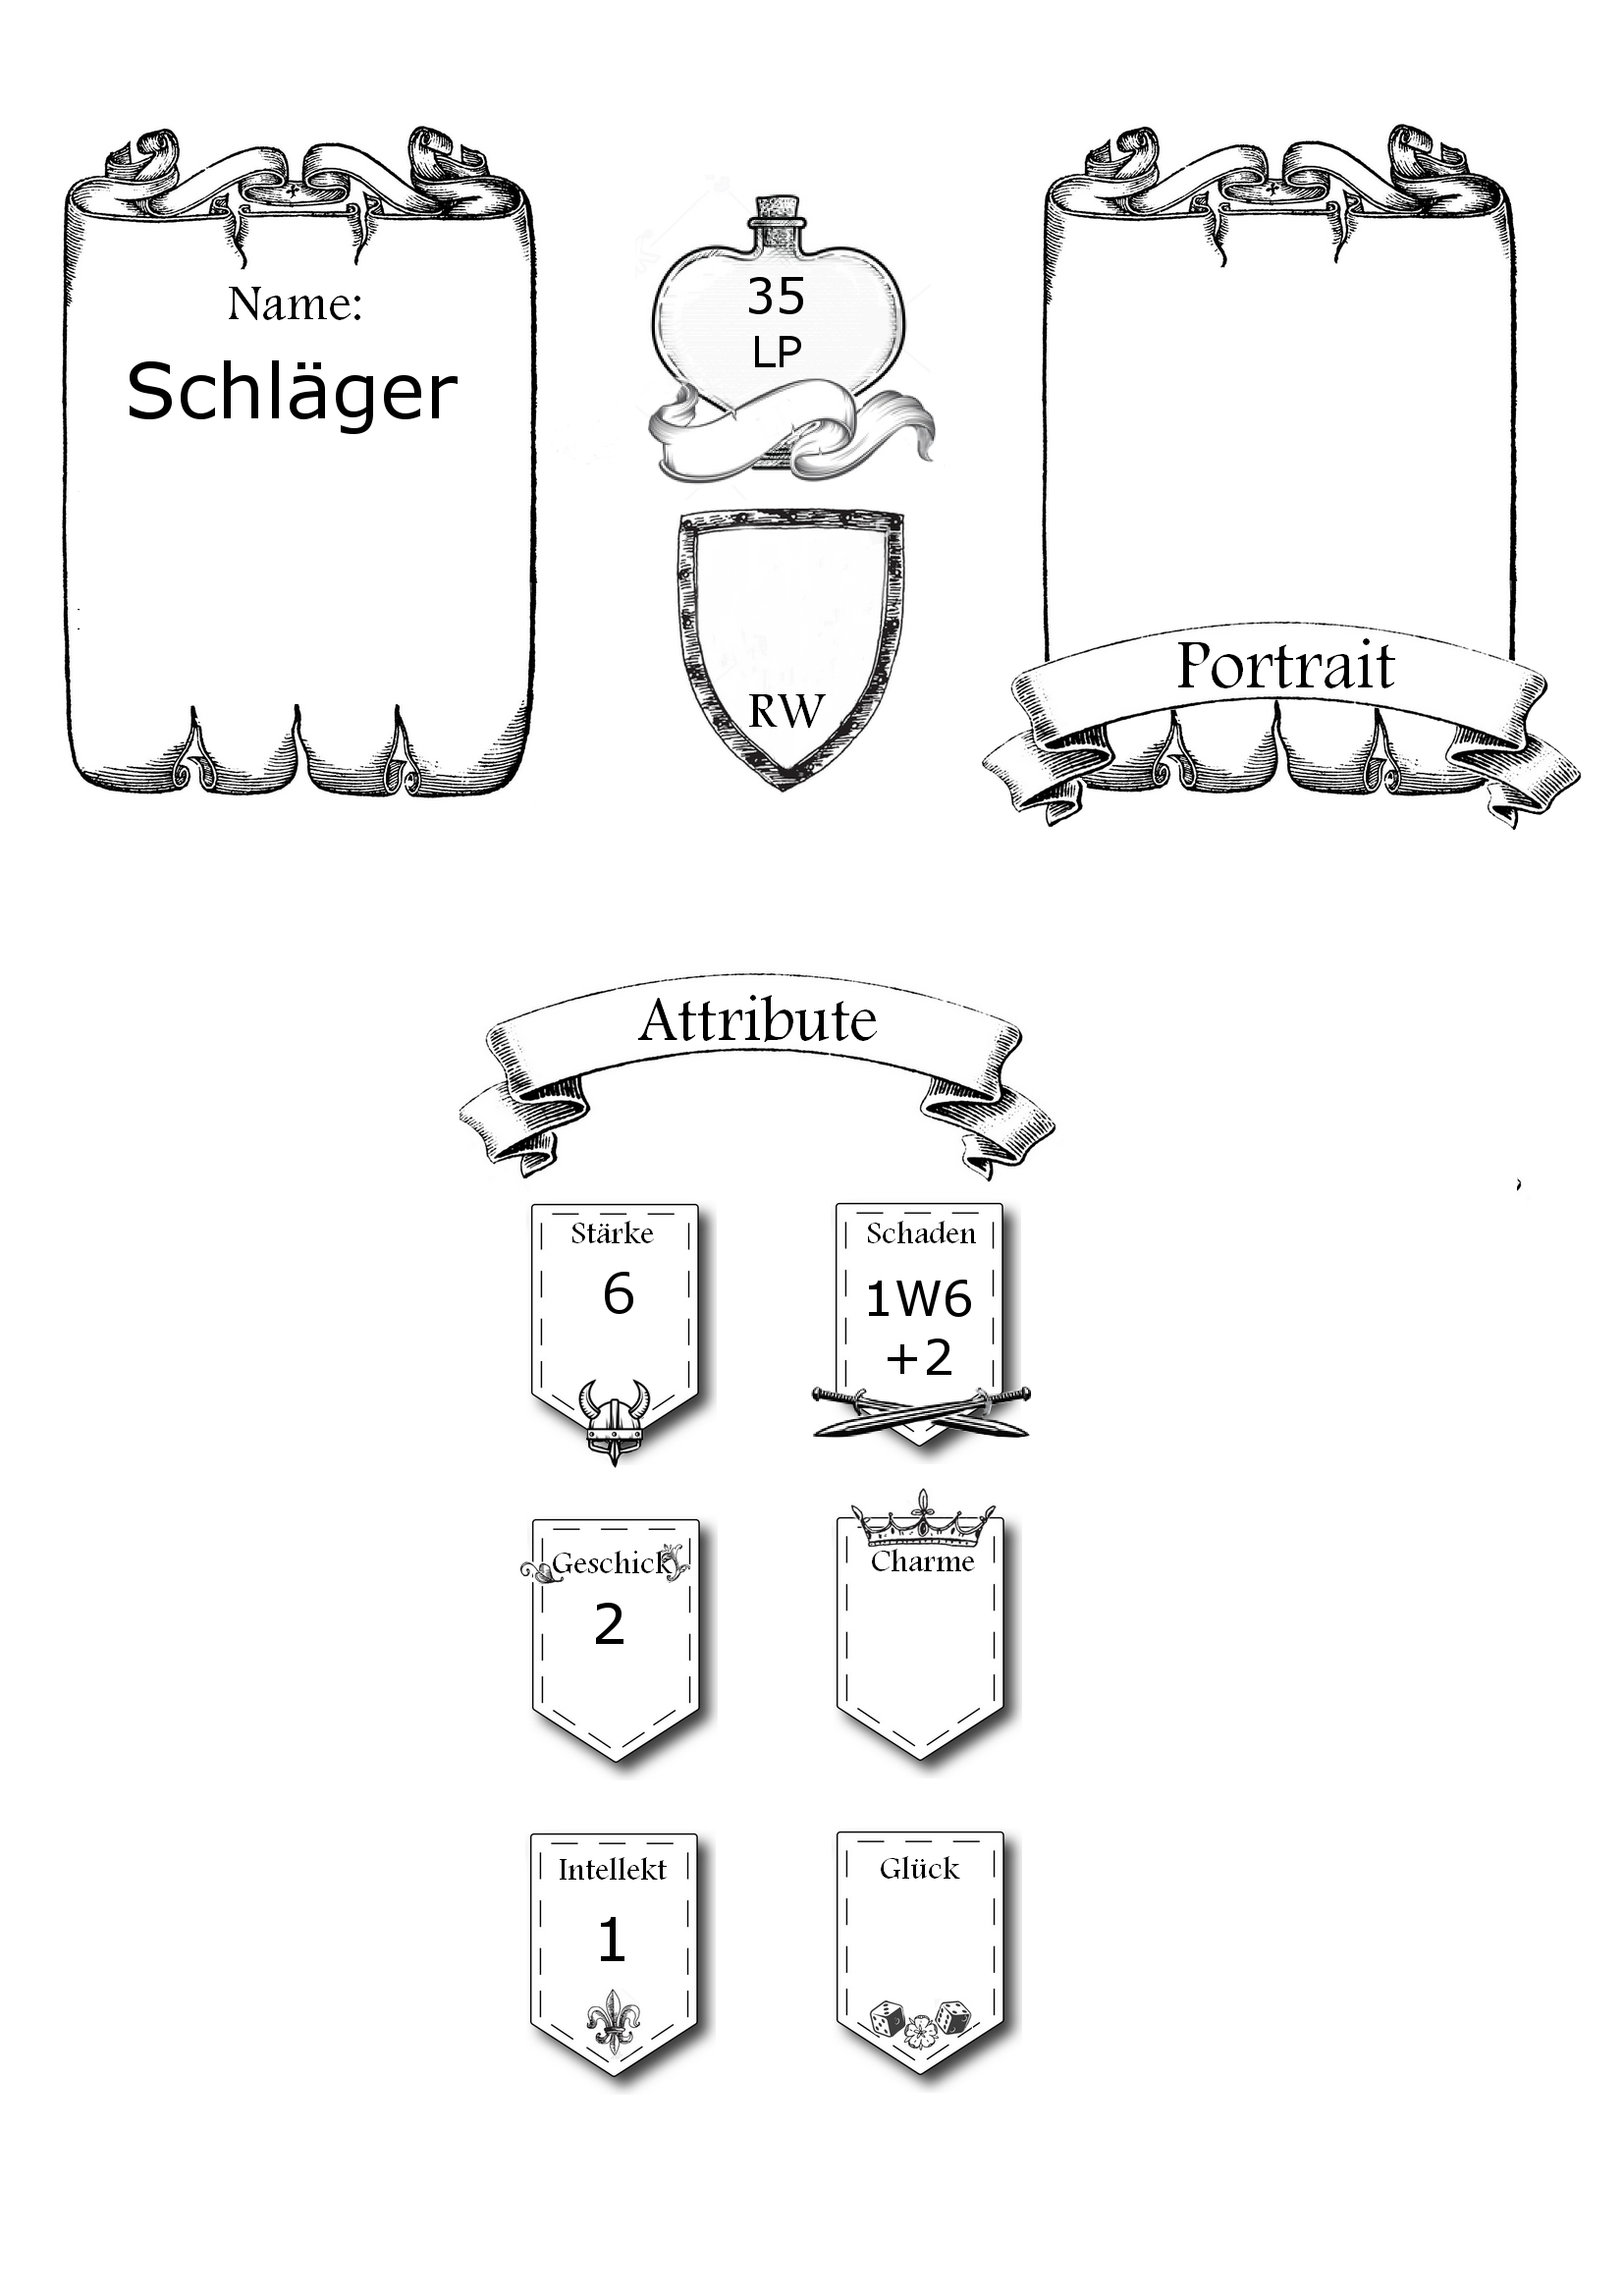 Name:
Schläger
35
LP
RW
Portrait
Attribute
Stärke
6
Schaden
1W6
+2
Geschick
2
Charme
Intellekt
1
Glück